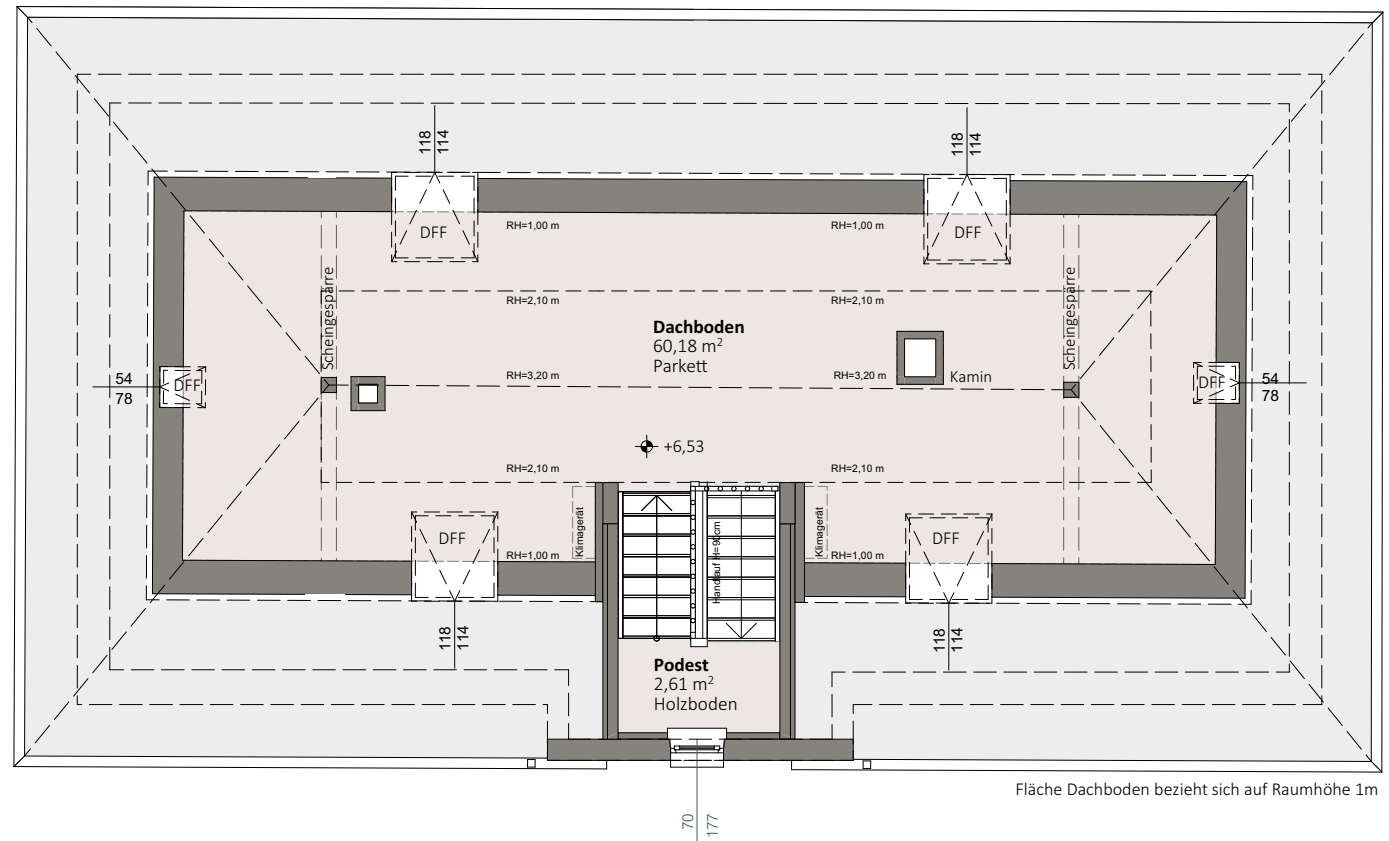 118
114
118
114
DFF
DFF
RH=1,00 m
RH=1,00 m
Scheingespärre
Scheingespärre
RH=2,10 m
RH=2,10 m
Dachboden
60,18 m²
Parkett
RH=3,20 m
RH=3,20 m
Kamin
54
78
DFF
DFF
54
78
+6,53
RH=2,10 m
RH=2,10 m
Klimagerät
Handlauf H=90cm
Klimagerät
DFF
DFF
RH=1,00 m
RH=1,00 m
118
114
118
114
Podest
2,61 m²
Holzboden
Fläche Dachboden bezieht sich auf Raumhöhe 1m
70
177